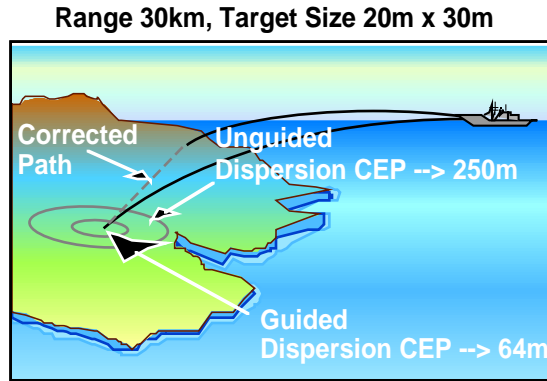 Range 30km, Target Size 20m x 30m
Corrected
Path
Unguided
Dispersion CEP --> 250m
Guided
Dispersion CEP --> 64m